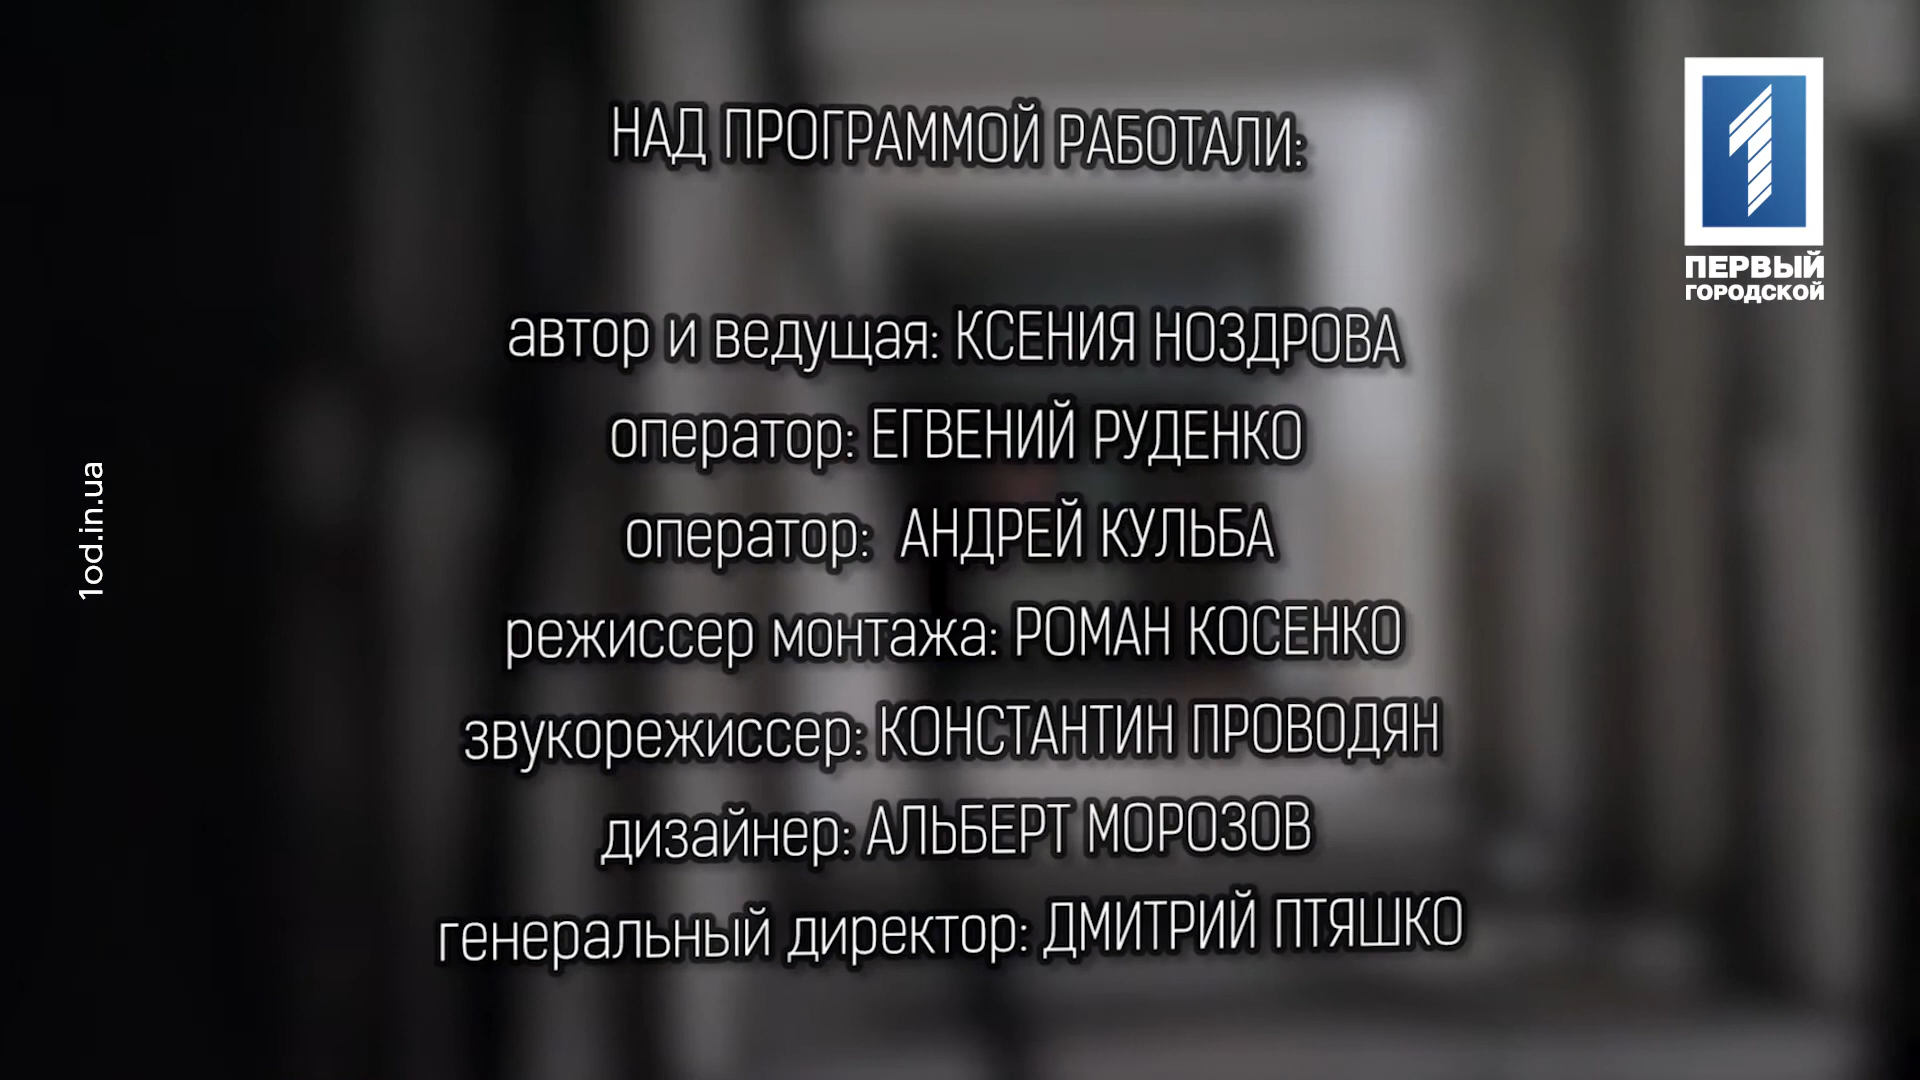 НАД ПРОГРАММОЙ РАБОТАЛИ:
ПЕРВЫЙ
ГОРОДСКОЙ
автор и ведущая: КСЕНИЯ НОЗДРОВА
оператор: ЕГВЕНИЙ РУДЕНКО
оператор: АНДРЕЙ КУЛЬБА
режиссер монтажа: РОМАН КОСЕНКО
звукорежиссер: КОНСТАНТИН ПРОВОДЯН
дизайнер: АЛЬБЕРТ МОРОЗОВ
генеральный директор: ДМИТРИЙ ПТЯШКО
1od.in.ua